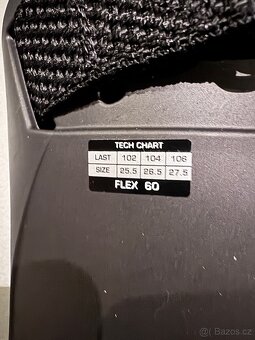 TECH CHART
LAST 102 104 106
SIZE 25.5 26.5 27.5
FLEX 60
© Bazos.cz